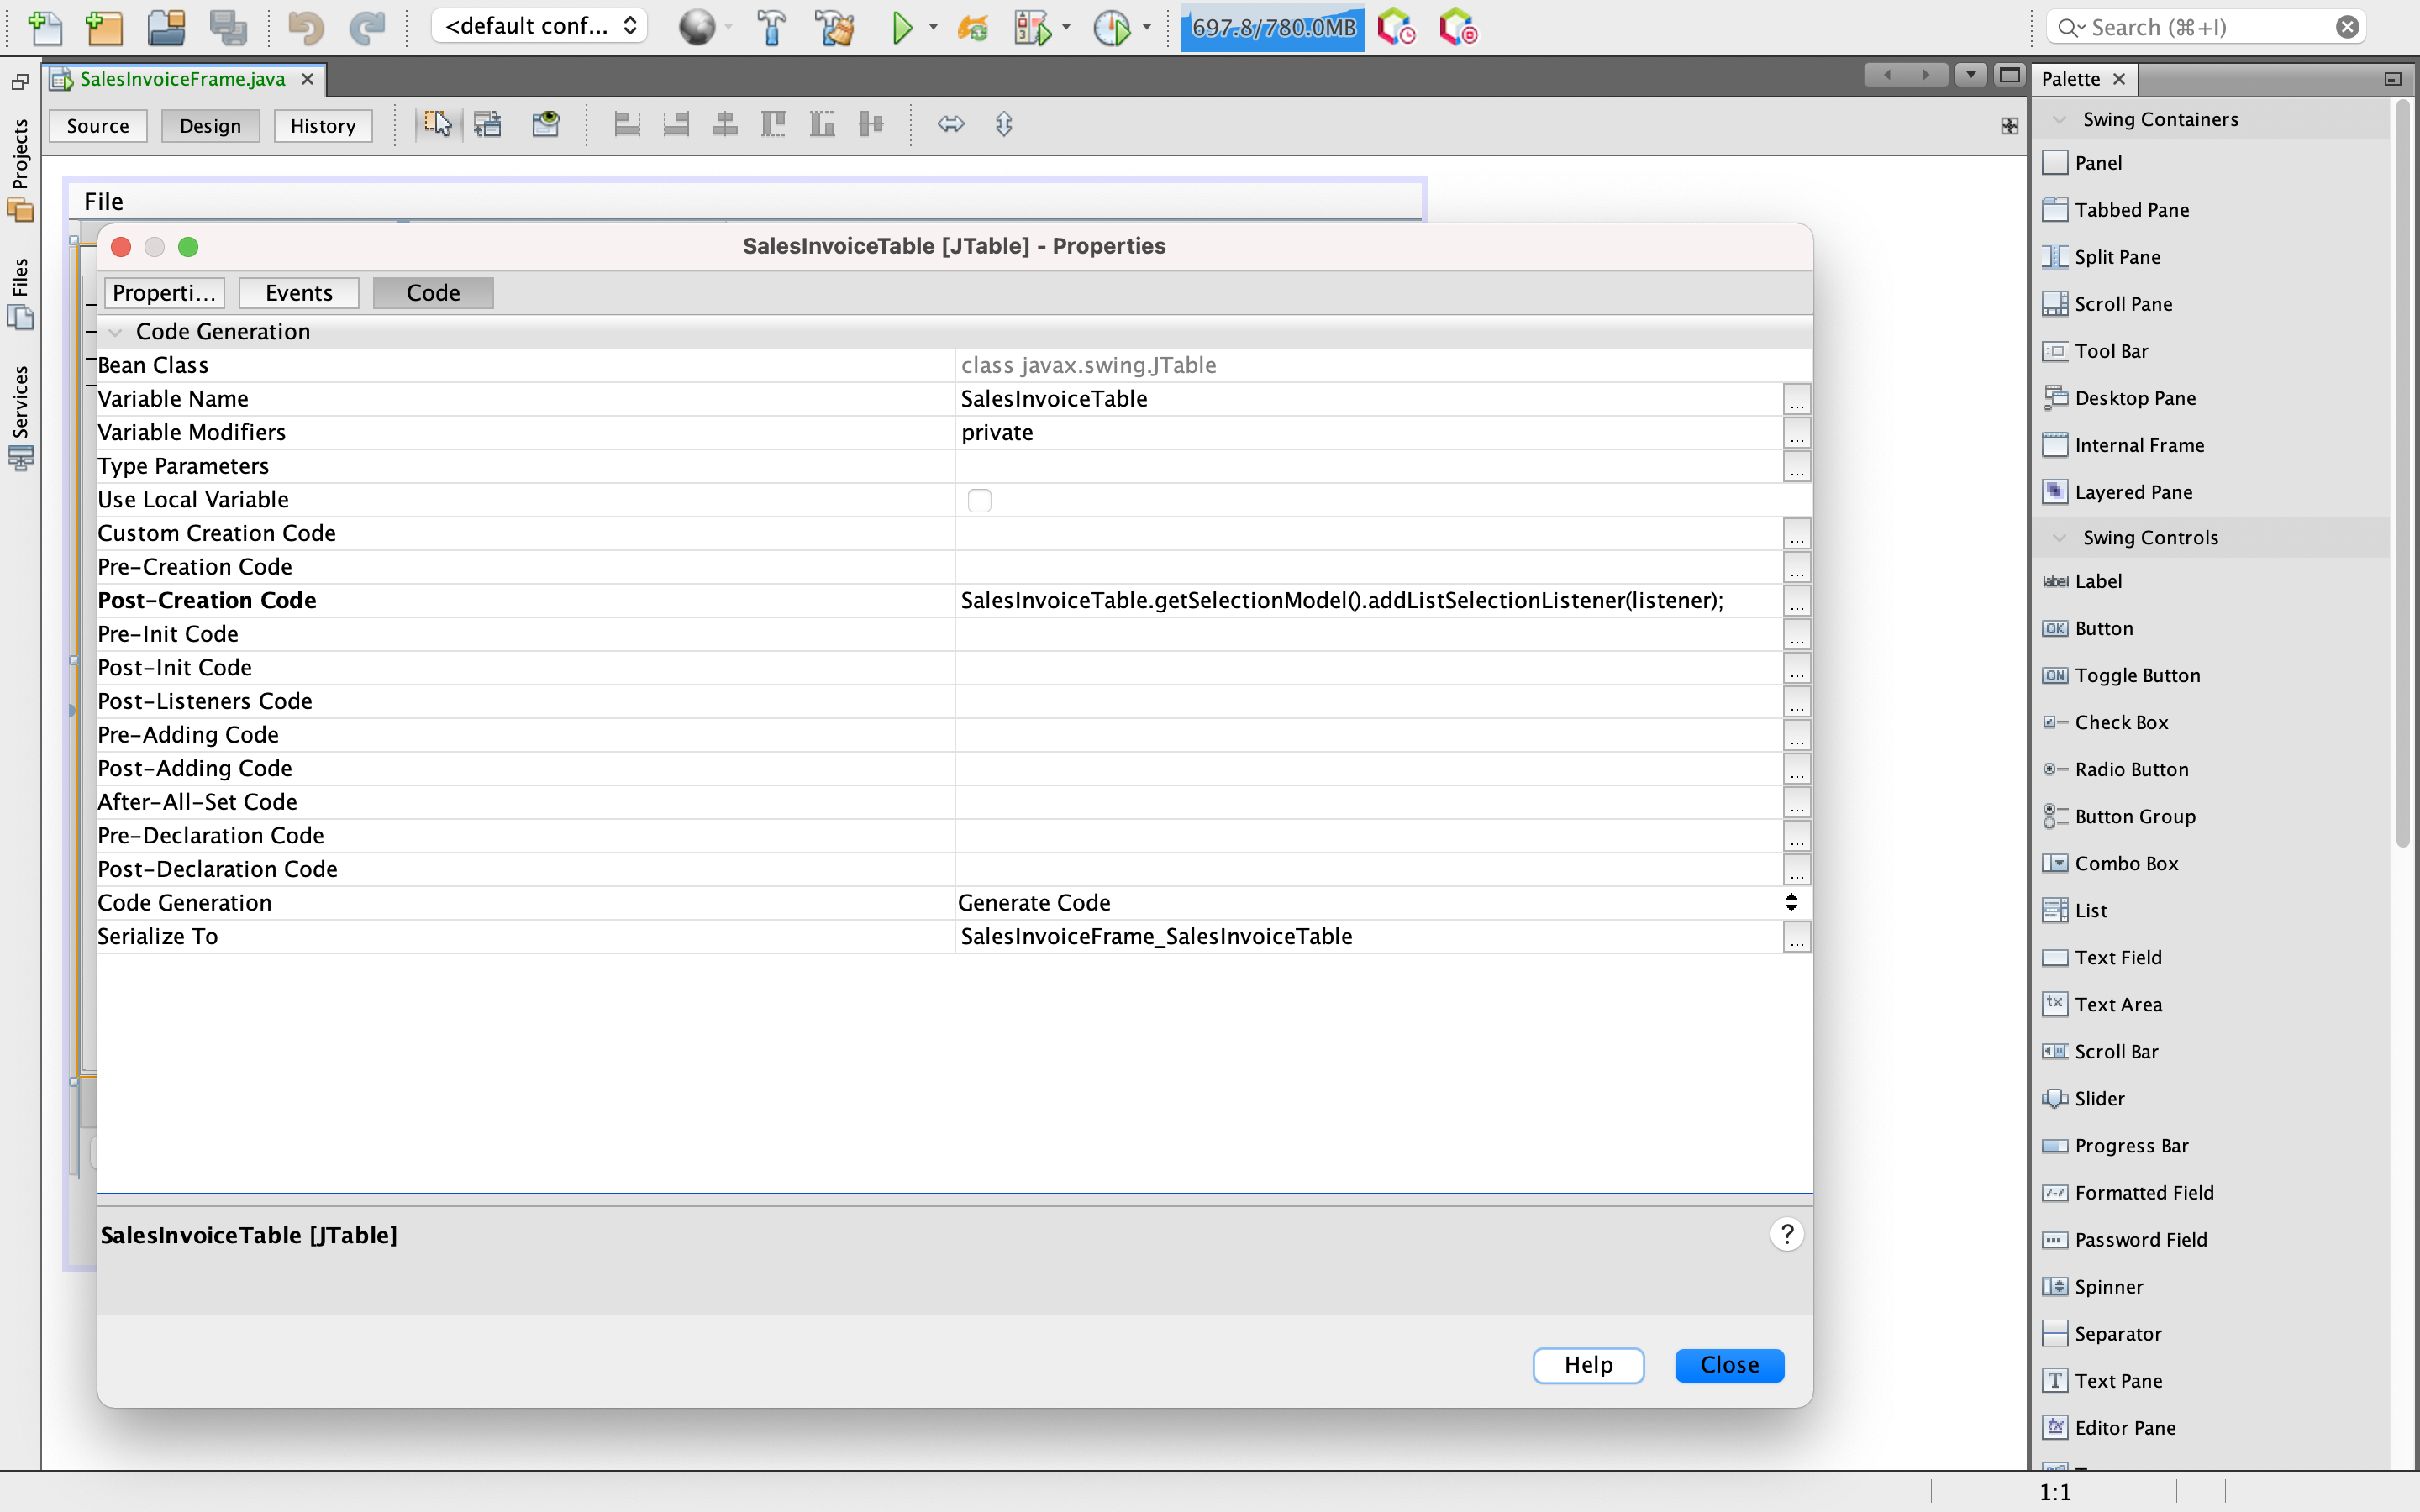 <default conf...
697.8/780.0MB
Search (⌘+I)
SalesInvoiceFrame.java
Palette
Source
Design
History
Projects
Files
Services
File
SalesInvoiceTable [JTable] - Properties
Properti...
Events
Code
Code Generation
Bean Class
class javax.swing.JTable
Variable Name
SalesInvoiceTable
...
Variable Modifiers
private
...
Type Parameters
...
Use Local Variable
Custom Creation Code
...
Pre-Creation Code
...
Post-Creation Code
SalesInvoiceTable.getSelectionModel().addListSelectionListener(listener);
...
Pre-Init Code
...
Post-Init Code
...
Post-Listeners Code
...
Pre-Adding Code
...
Post-Adding Code
...
After-All-Set Code
...
Pre-Declaration Code
...
Post-Declaration Code
...
Code Generation
Generate Code
Serialize To
SalesInvoiceFrame_SalesInvoiceTable
...
SalesInvoiceTable [JTable]
?
Help
Close
Swing Containers
Panel
Tabbed Pane
Split Pane
Scroll Pane
Tool Bar
Desktop Pane
Internal Frame
Layered Pane
Swing Controls
label Label
OK Button
ON Toggle Button
Check Box
Radio Button
Button Group
Combo Box
List
Text Field
tx Text Area
Scroll Bar
Slider
Progress Bar
Formatted Field
Password Field
Spinner
Separator
T Text Pane
Editor Pane
1:1